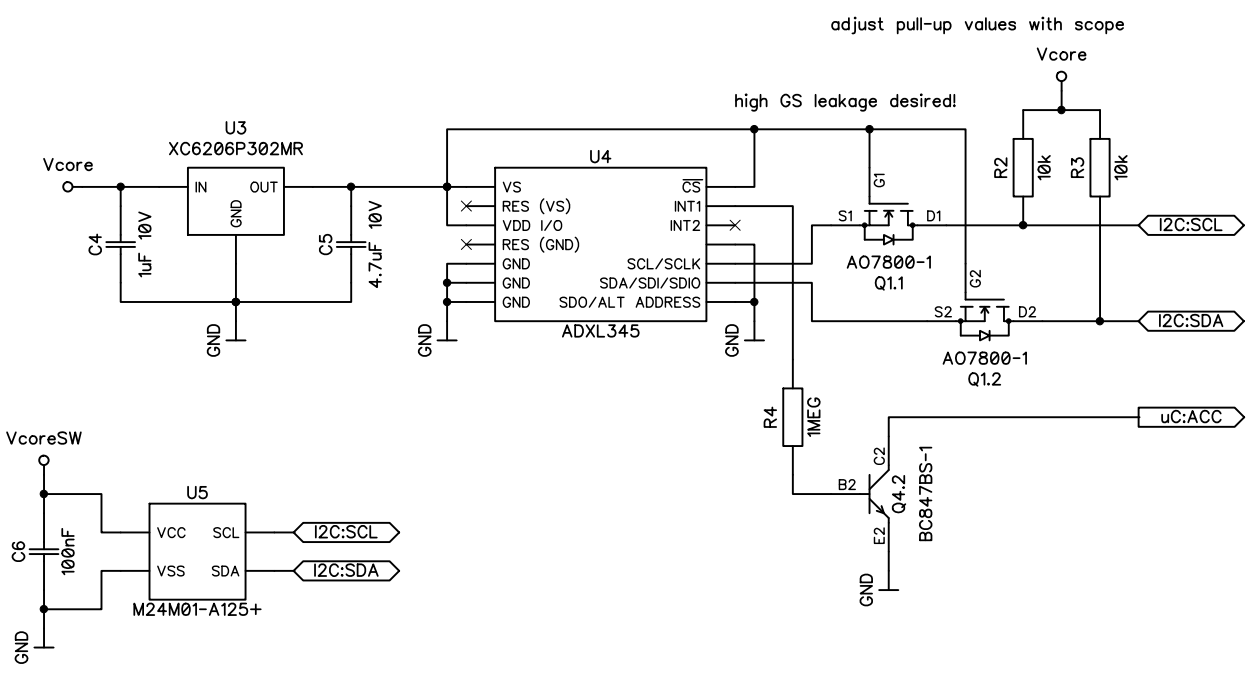 adjust pull-up values with scope
Vcore
high GS leakage desired!
U3
XC6206P302MR
Vcore
IN
OUT
GND
C4
1uF 10V
C5
4.7uF 10V
GND
U4
VS
RES (VS)
VDD I/O
RES (GND)
GND
GND
GND
CS
INT1
INT2
SCL/SCLK
SDA/SDI/SDIO
SDO/ALT ADDRESS
ADXL345
GND
GND
G1
S1
D1
AO7800-1
Q1.1
G2
S2
D2
AO7800-1
Q1.2
R2
10k
R3
10k
I2C:SCL
I2C:SDA
R4
1MEG
uC:ACC
B2
C2
E2
Q4.2
BC847BS-1
GND
VcoreSW
C6
100nF
GND
U5
VCC
SCL
VSS
SDA
M24M01-A125+
I2C:SCL
I2C:SDA